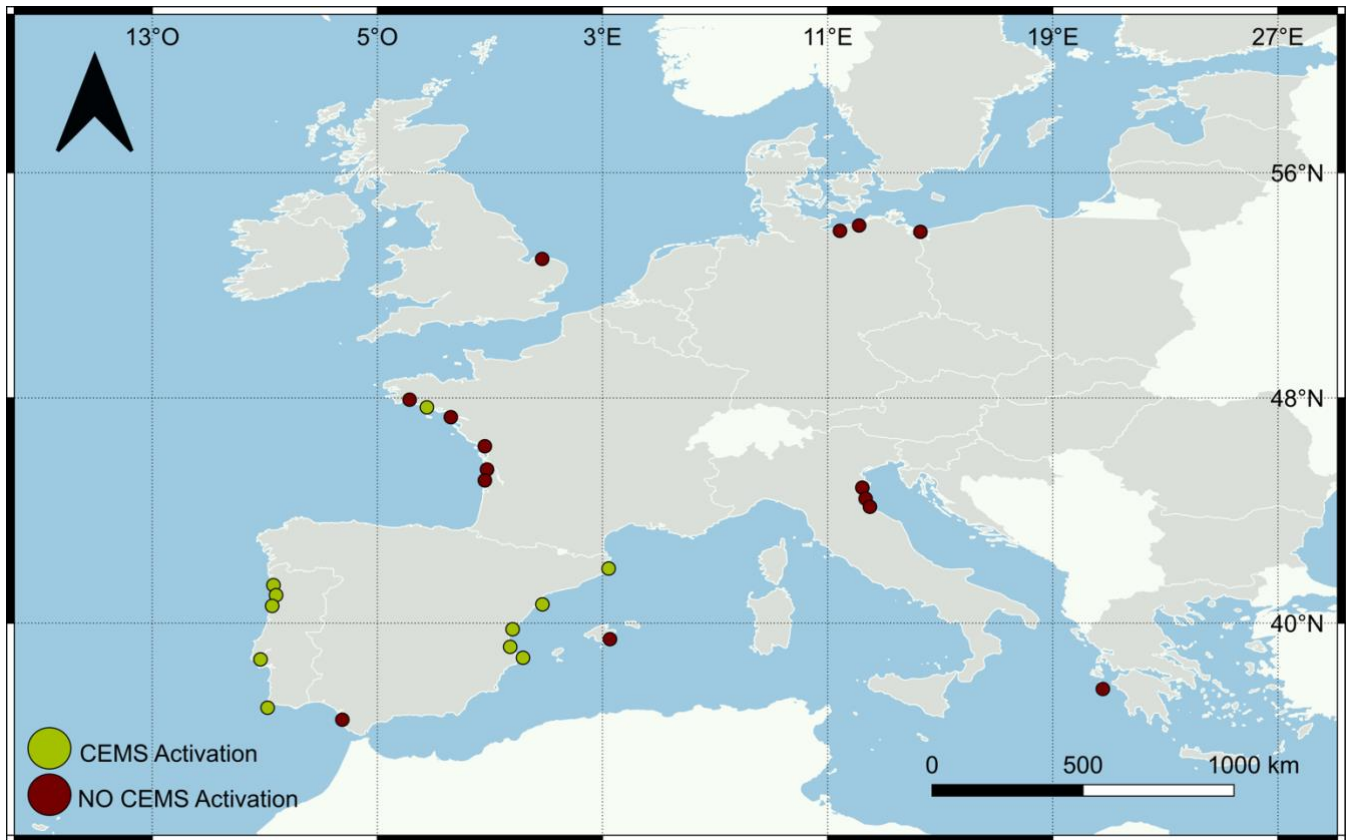 13°O 5°O 3°E 11°E 19°E 27°E
56°N
48°N
40°N
CEMS Activation
NO CEMS Activation
0 500 1000 km